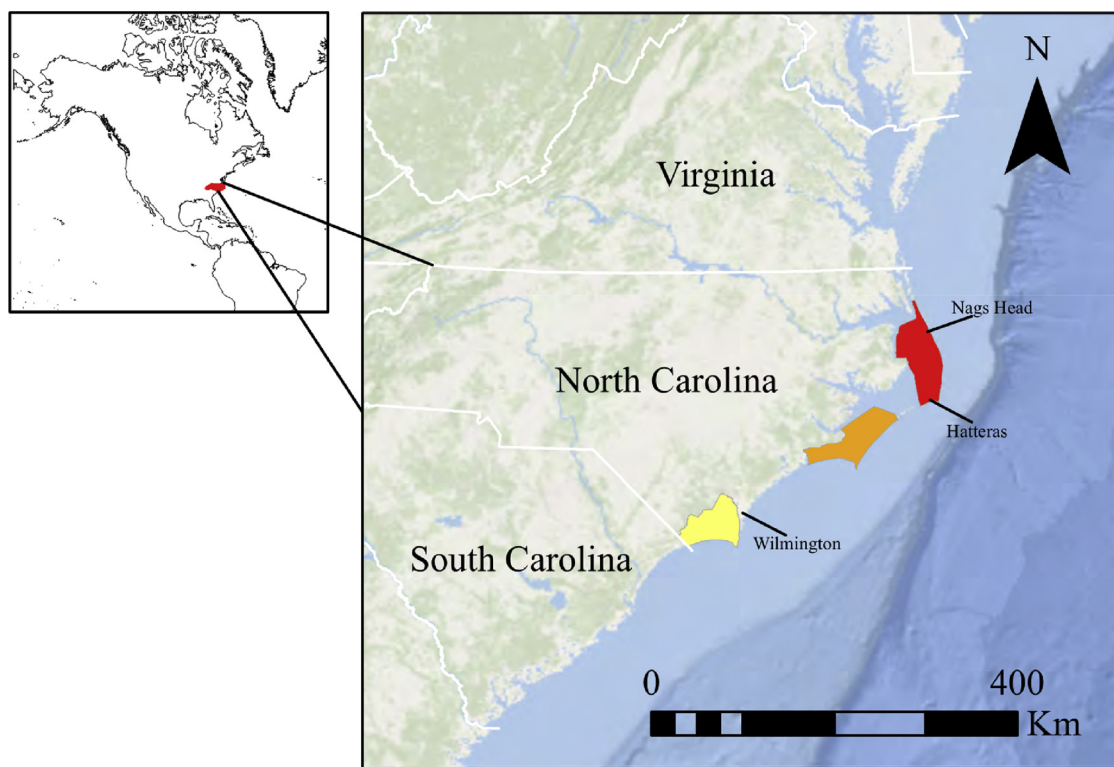 N
Virginia
Nags Head
North Carolina
Hatteras
Wilmington
South Carolina
0 400
Km